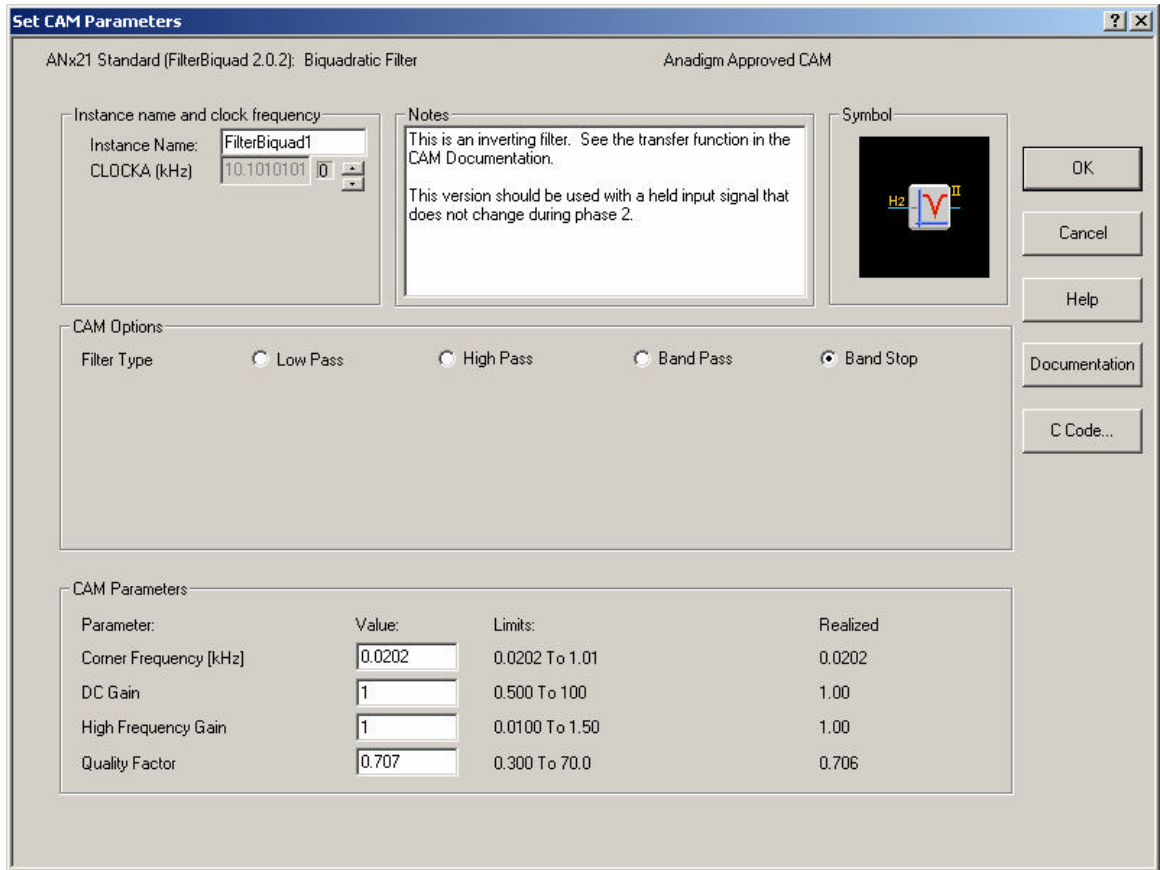 Set CAM Parameters
? ×
ANx21 Standard (FilterBiquad 2.0.2): Biquadratic Filter
Anadigm Approved CAM
Instance name and clock frequency
Instance Name: FilterBiquad1
CLOCKA (kHz) 10.1010101 0
Notes
This is an inverting filter. See the transfer function in the
CAM Documentation.
This version should be used with a held input signal that
does not change during phase 2.
Symbol
H2 II
OK
Cancel
Help
Documentation
C Code...
CAM Options
Filter Type Low Pass High Pass Band Pass Band Stop
CAM Parameters
Parameter: Value: Limits: Realized
Corner Frequency [kHz] 0.0202 0.0202 To 1.01 0.0202
DC Gain 1 0.500 To 100 1.00
High Frequency Gain 1 0.0100 To 1.50 1.00
Quality Factor 0.707 0.300 To 70.0 0.706